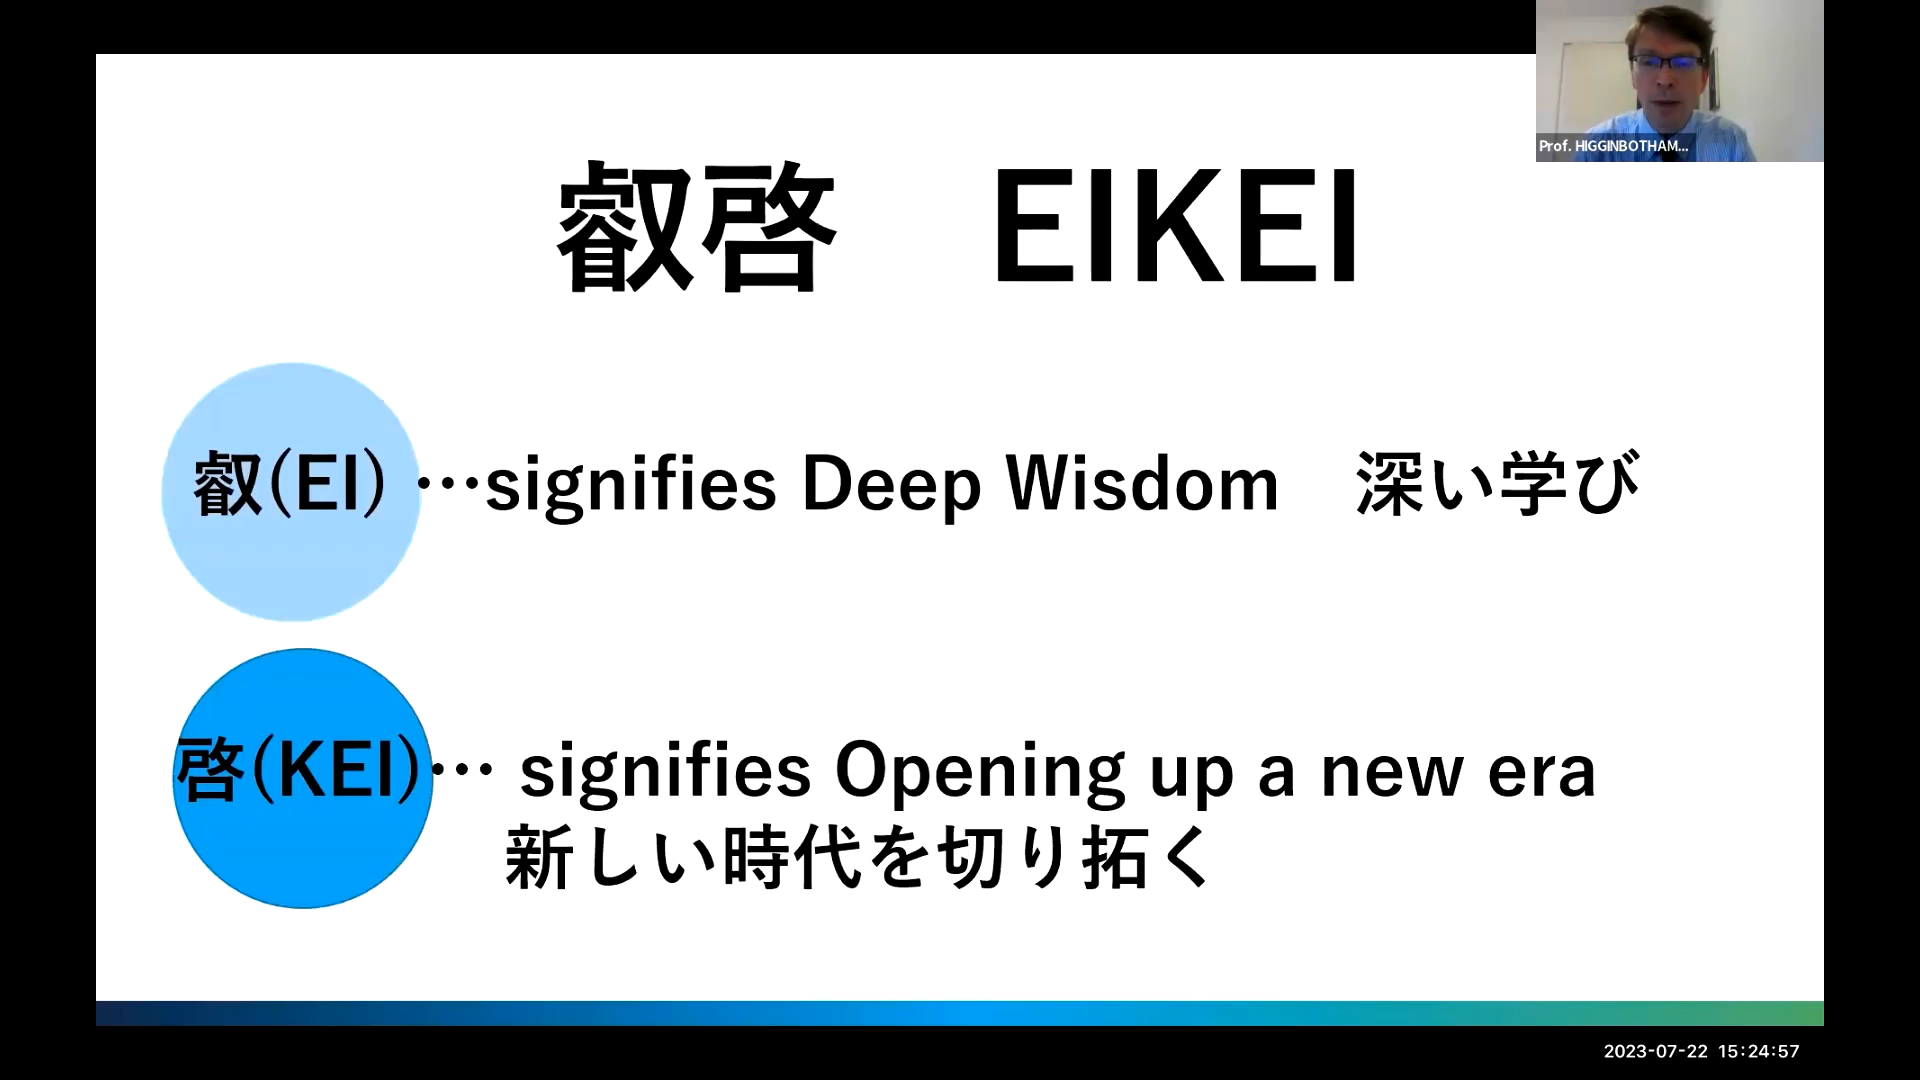 Prof. HIGGINBOTHAM...
叡啓　EIKEI
叡(EI) …signifies Deep Wisdom　深い学び
啓(KEI)… signifies Opening up a new era
新しい時代を切り拓く
2023-07-22 15:24:57